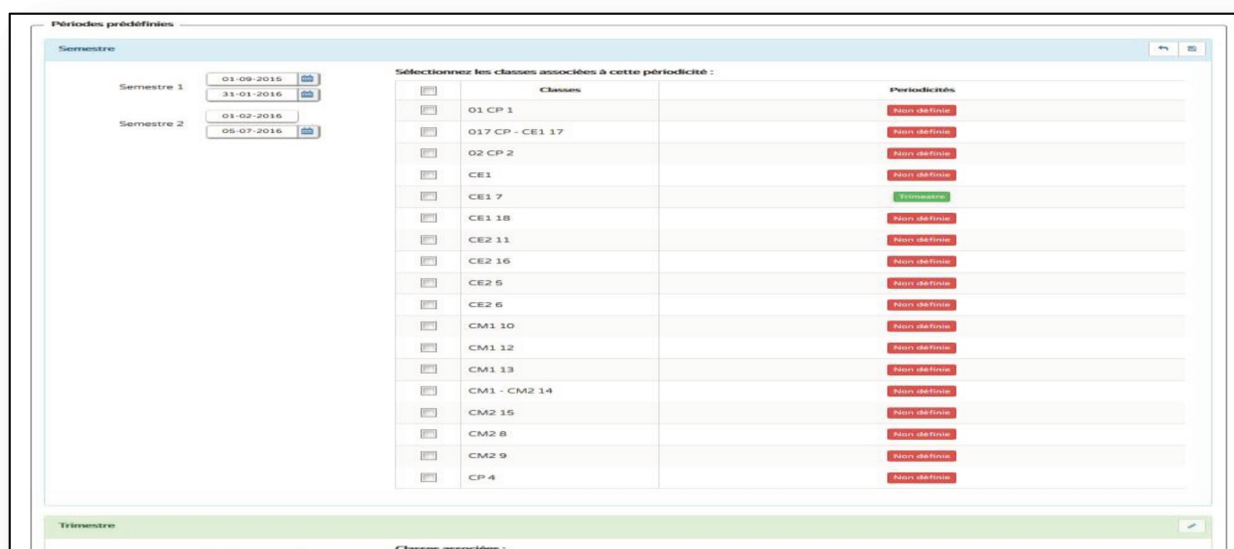 Périodes prédéfinies
Semestre
Sélectionnez les classes associées à cette périodicité :
Semestre 1
01-09-2015
31-01-2016
Semestre 2
01-02-2016
05-07-2016
Classes Periodicités
01 CP 1 Non définie
017 CP - CE1 17 Non définie
02 CP 2 Non définie
CE1 Non définie
CE1 7 Trimestre
CE1 18 Non définie
CE2 11 Non définie
CE2 16 Non définie
CE2 5 Non définie
CE2 6 Non définie
CM1 10 Non définie
CM1 12 Non définie
CM1 13 Non définie
CM1 - CM2 14 Non définie
CM2 15 Non définie
CM2 8 Non définie
CM2 9 Non définie
CP 4 Non définie
Trimestre
Classes associées :